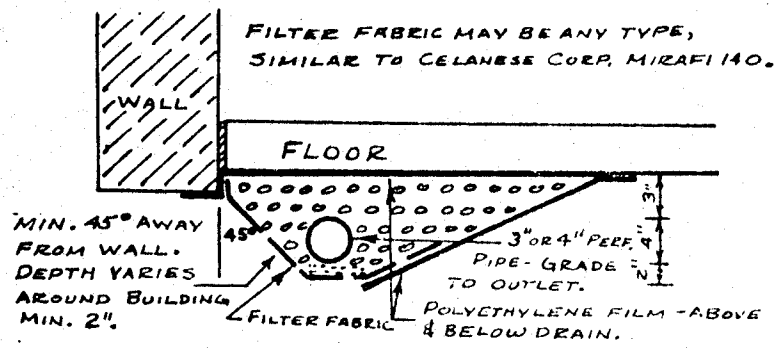 FILTER FABRIC MAY BE ANY TYPE,
SIMILAR TO CELANESE CORP. MIRAFI 140.
WALL
FLOOR
MIN. 45° AWAY
FROM WALL.
DEPTH VARIES
AROUND BUILDING
MIN. 2".
45°
FILTER FABRIC
3" OR 4" PERF.
PIPE - GRADE
TO OUTLET.
POLYETHYLENE FILM - ABOVE
& BELOW DRAIN.
3"
4"
2"